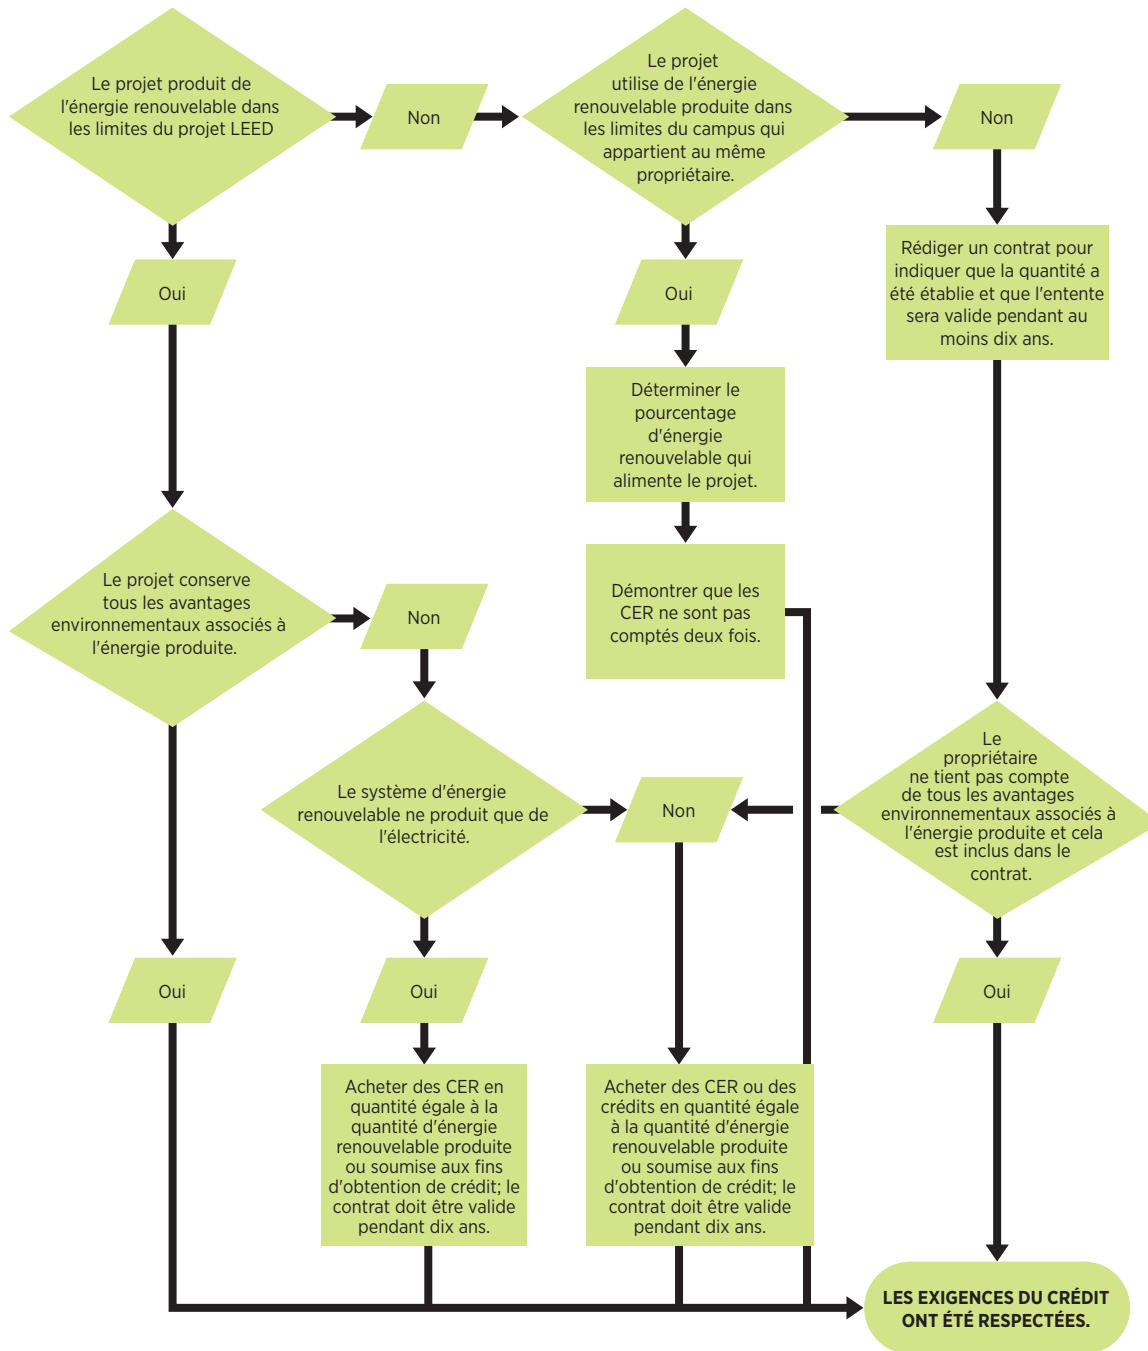 Le projet produit de
l'énergie renouvelable dans
les limites du projet LEED
Non
Le projet
utilise de l'énergie
renouvelable produite dans
les limites du campus qui
appartient au même
propriétaire.
Non
Oui
Oui
Rédiger un contrat pour
indiquer que la quantité a
été établie et que l'entente
sera valide pendant au
moins dix ans.
Déterminer le
pourcentage
d'énergie
renouvelable qui
alimente le projet.
Démontrer que les
CER ne sont pas
comptés deux fois.
Le projet conserve
tous les avantages
environnementaux associés à
l'énergie produite.
Non
Le système d'énergie
renouvelable ne produit que de
l'électricité.
Non
Le
propriétaire
ne tient pas compte
de tous les avantages
environnementaux associés à
l'énergie produite et cela
est inclus dans le
contrat.
Oui
Oui
Oui
Acheter des CER en
quantité égale à la
quantité d'énergie
renouvelable produite
ou soumise aux fins
d'obtention de crédit; le
contrat doit être valide
pendant dix ans.
Acheter des CER ou des
crédits en quantité égale
à la quantité d'énergie
renouvelable produite
ou soumise aux fins
d'obtention de crédit; le
contrat doit être valide
pendant dix ans.
LES EXIGENCES DU CRÉDIT
ONT ÉTÉ RESPECTÉES.